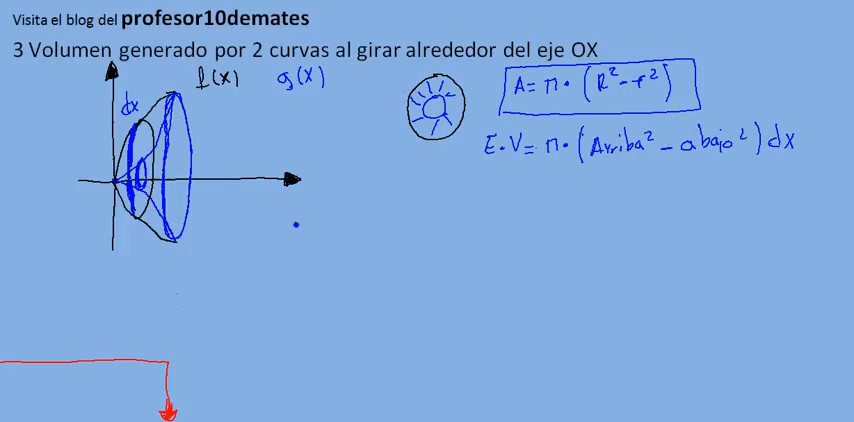 Visita el blog del profesor10demates
3 Volumen generado por 2 curvas al girar alrededor del eje OX
f(x) g(x)
dx
A = π · (R² - r²)
E·V = π · (Arriba² - abajo²) dx